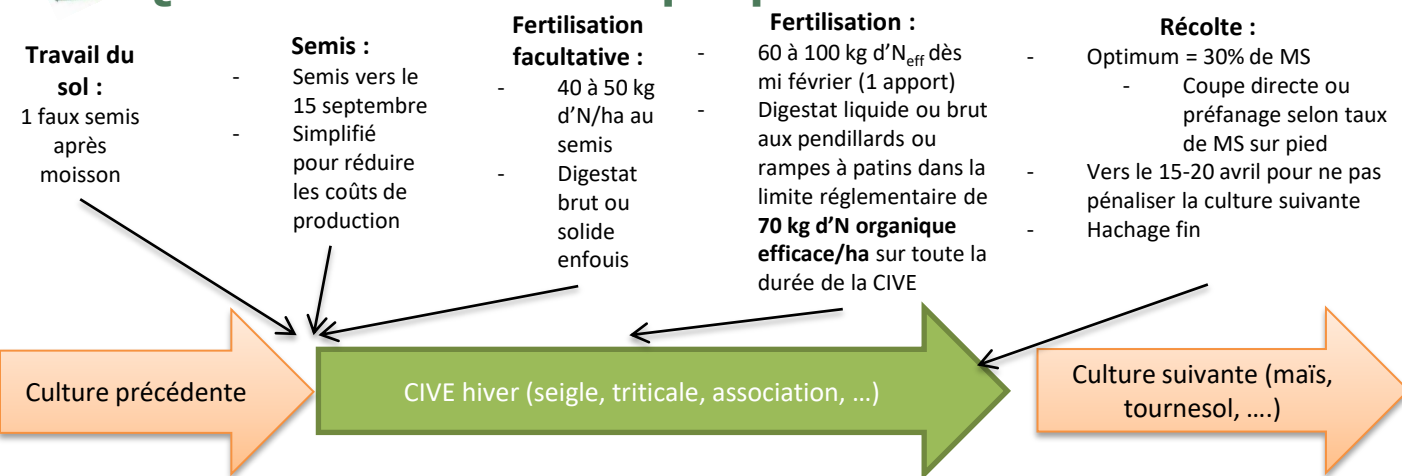 Travail du
sol :
1 faux semis
après
moisson
Semis :
- Semis vers le
15 septembre
- Simplifié
pour réduire
les coûts de
production
Fertilisation
facultative :
- 40 à 50 kg
d'N/ha au
semis
- Digestat
brut ou
solide
enfouis
Fertilisation :
- 60 à 100 kg d'Neff dès
mi février (1 apport)
- Digestat liquide ou brut
aux pendillards ou
rampes à patins dans la
limite réglementaire de
70 kg d'N organique
efficace/ha sur toute la
durée de la CIVE
Récolte :
- Optimum = 30% de MS
- Coupe directe ou
préfanage selon taux
de MS sur pied
- Vers le 15-20 avril pour ne pas
pénaliser la culture suivante
- Hachage fin
Culture précédente
CIVE hiver (seigle, triticale, association, ...)
Culture suivante (maïs,
tournesol, ....)